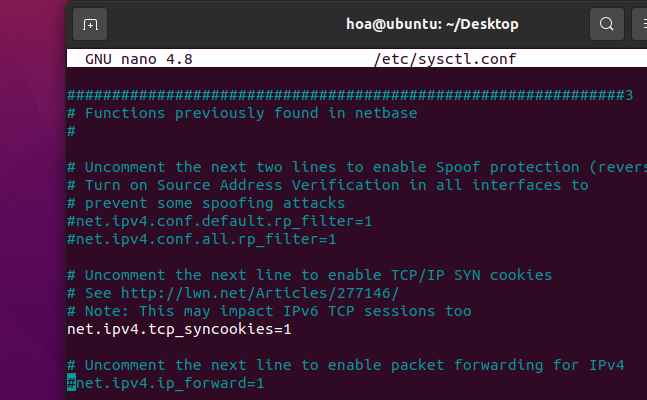 hoa@ubuntu: ~/Desktop
GNU nano 4.8 /etc/sysctl.conf
##############################################################3
# Functions previously found in netbase
#
# Uncomment the next two lines to enable Spoof protection (revers
# Turn on Source Address Verification in all interfaces to
# prevent some spoofing attacks
#net.ipv4.conf.default.rp_filter=1
#net.ipv4.conf.all.rp_filter=1
# Uncomment the next line to enable TCP/IP SYN cookies
# See http://lwn.net/Articles/277146/
# Note: This may impact IPv6 TCP sessions too
net.ipv4.tcp_syncookies=1
# Uncomment the next line to enable packet forwarding for IPv4
#net.ipv4.ip_forward=1